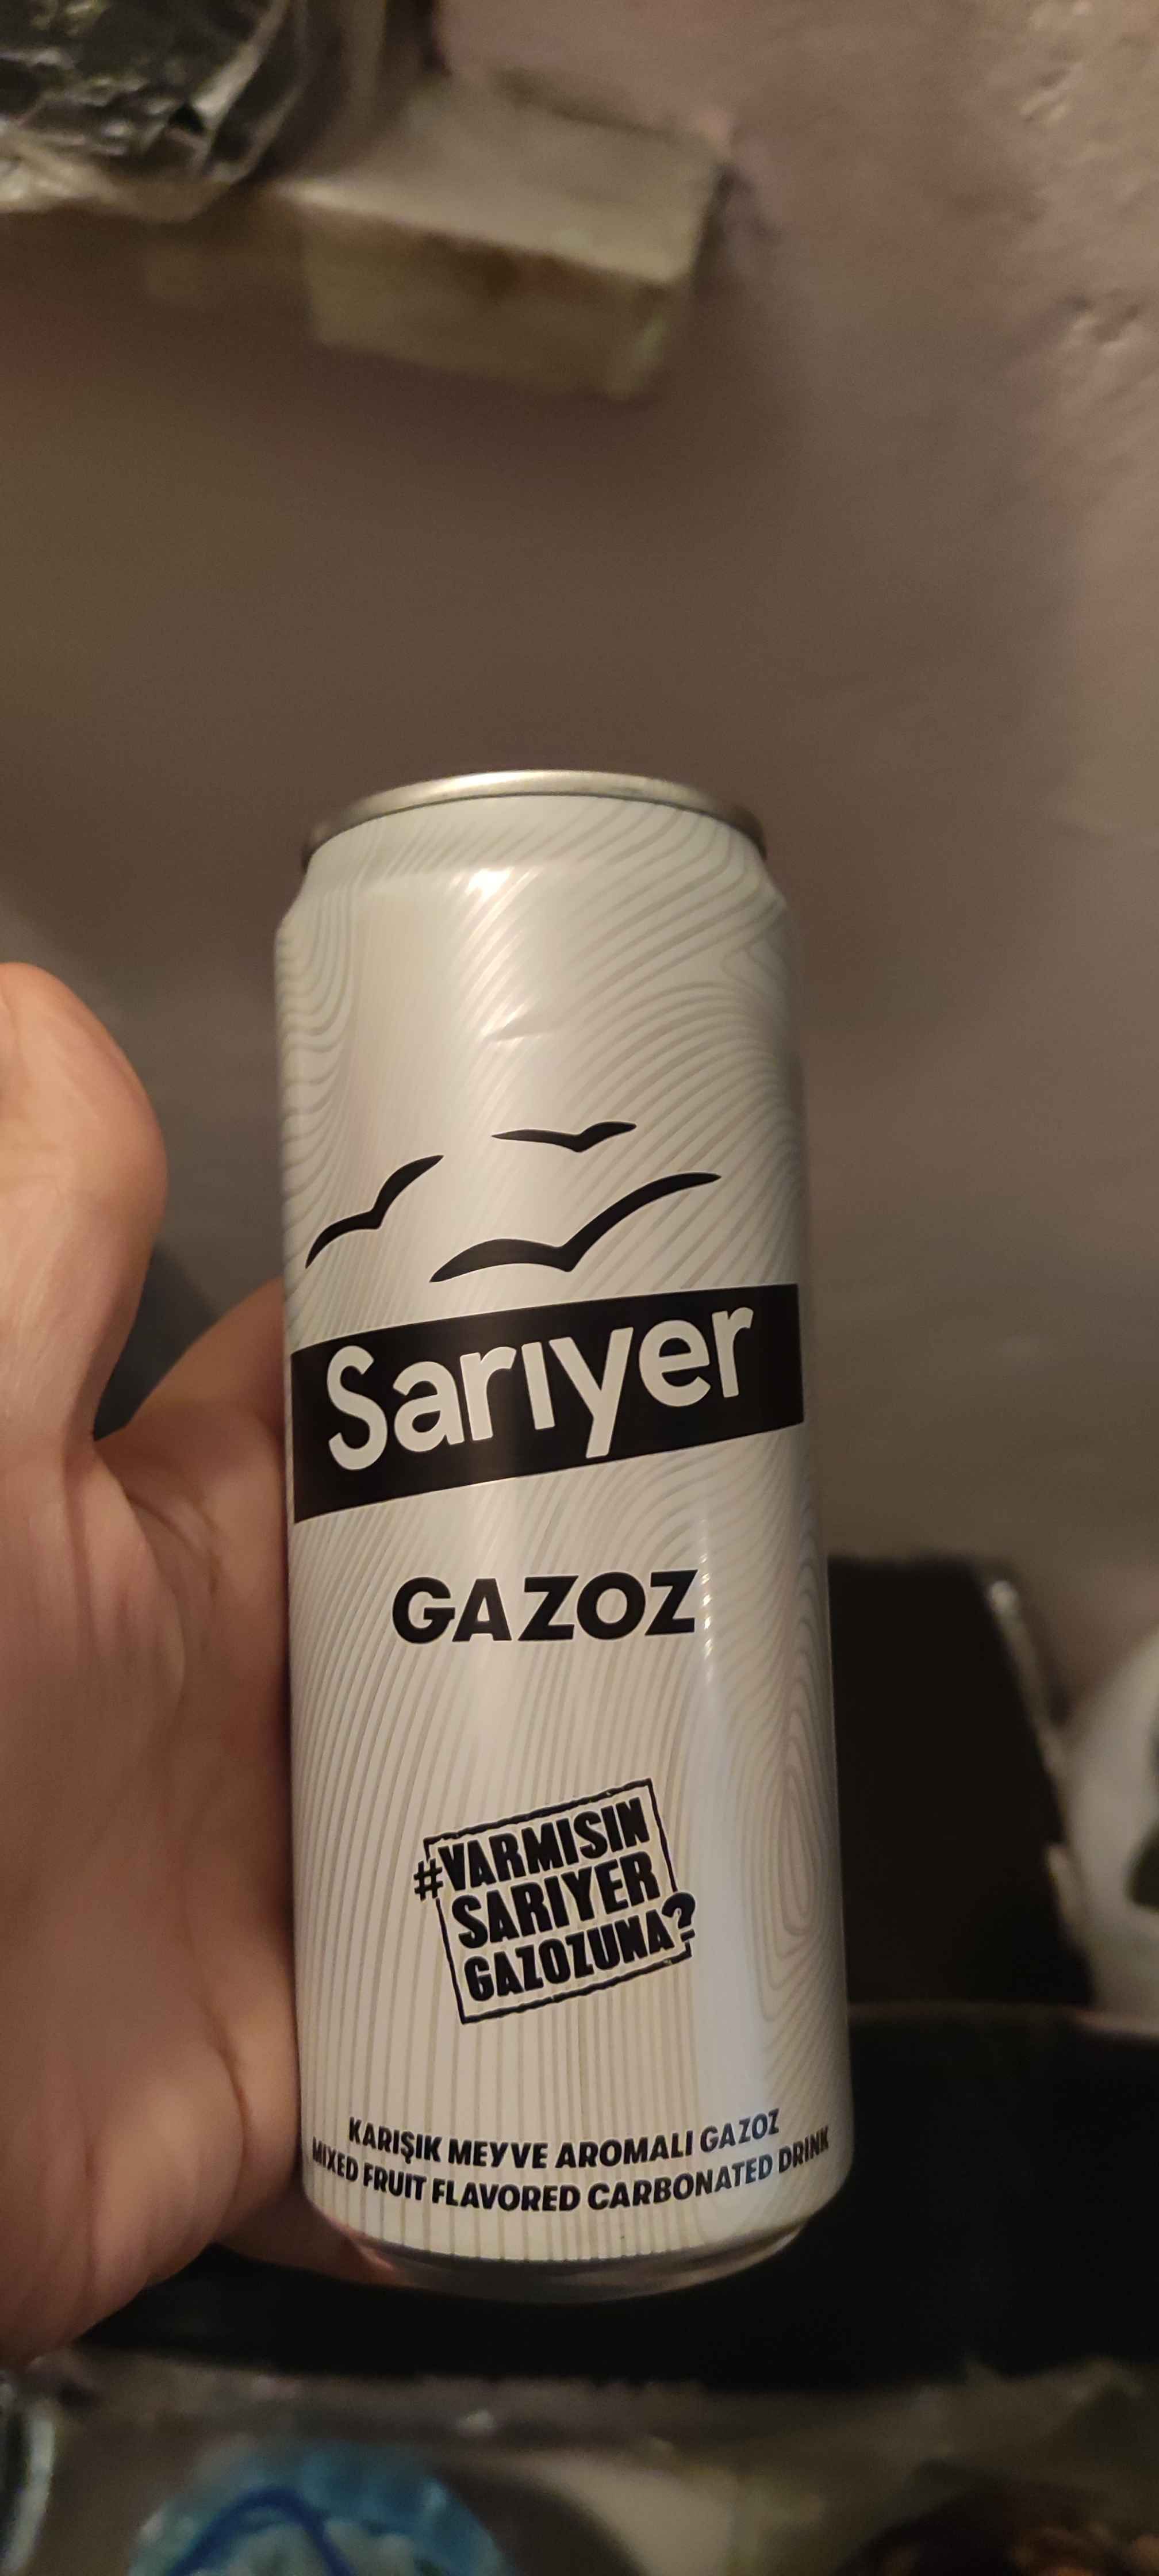 Sarıyer
GAZOZ
#VARMISIN
SARIYER
GAZOZUNA?
KARIŞIK MEYVE AROMALI GAZOZ
MIXED FRUIT FLAVORED CARBONATED DRINK